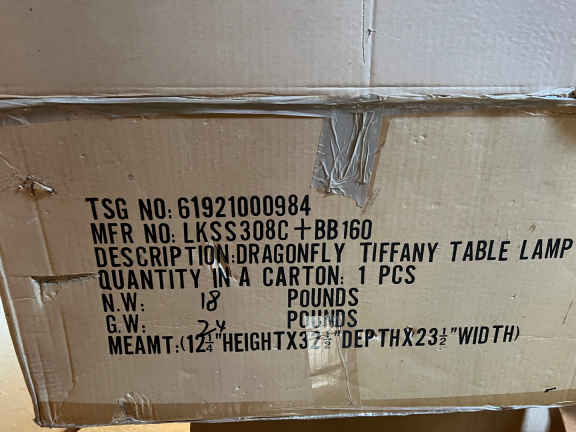 TSG NO: 61921000984
MFR NO: LKSS308C+BB160
DESCRIPTION:DRAGONFLY TIFFANY TABLE LAMP
QUANTITY IN A CARTON: 1 PCS
N.W: 18 POUNDS
G.W: 24 POUNDS
MEAMT:(12¼"HEIGHTX32½"DEPTHX23½"WIDTH)